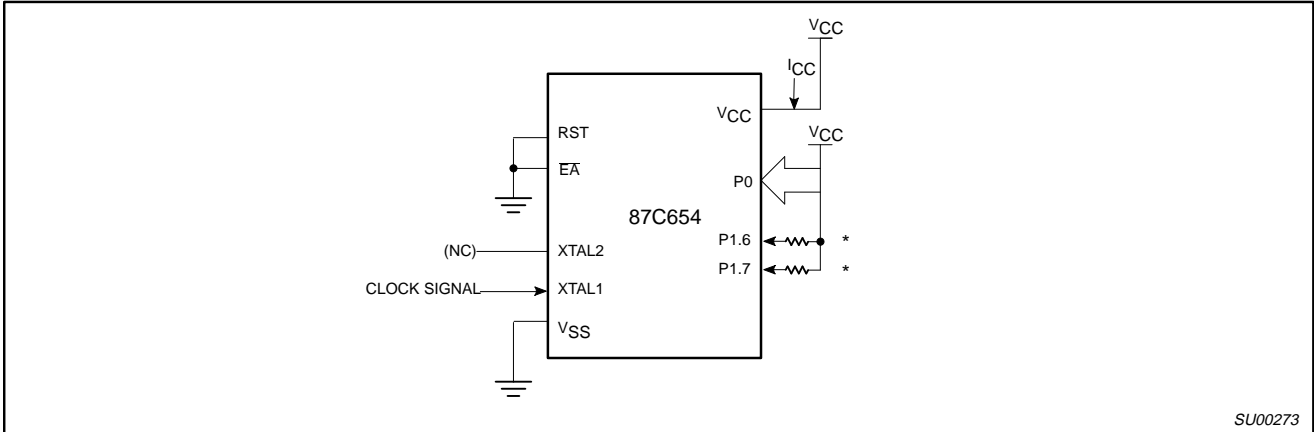 VCC
ICC
VCC
RST
VCC
EA
P0
87C654
P1.6 *
(NC) XTAL2
P1.7 *
CLOCK SIGNAL XTAL1
VSS
SU00273